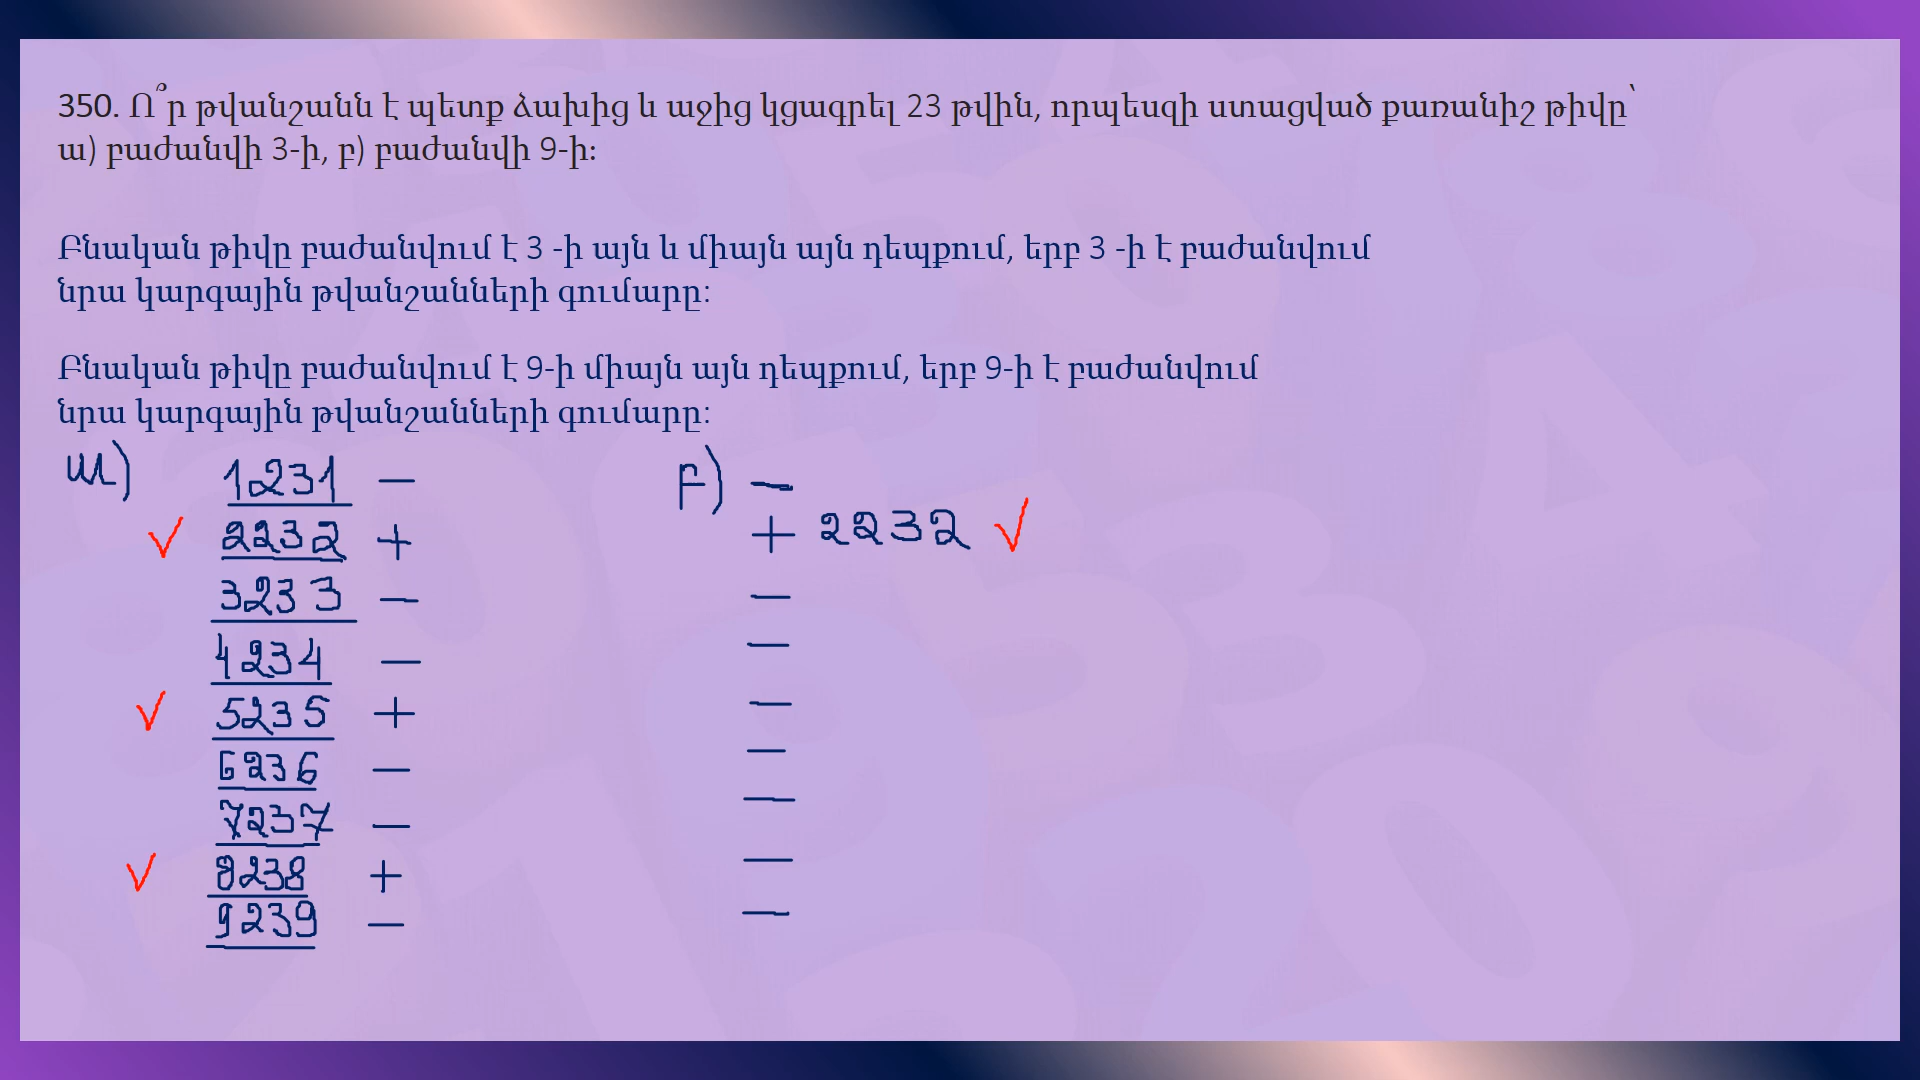 350. Ո՞ր թվանշանն է պետք ձախից և աջից կցագրել 23 թվին, որպեսզի ստացված քառանիշ թիվը՝
ա) բաժանվի 3-ի, բ) բաժանվի 9-ի։
Բնական թիվը բաժանվում է 3 -ի այն և միայն այն դեպքում, երբ 3 -ի է բաժանվում
նրա կարգային թվանշանների գումարը։
Բնական թիվը բաժանվում է 9-ի միայն այն դեպքում, երբ 9-ի է բաժանվում
նրա կարգային թվանշանների գումարը։
ա) 1231 —
✓ 2232 +
3233 —
4234 —
✓ 5235 +
6236 —
7237 —
✓ 8238 +
9239 —
բ) —
+ 2232 ✓
—
—
—
—
—
—
—